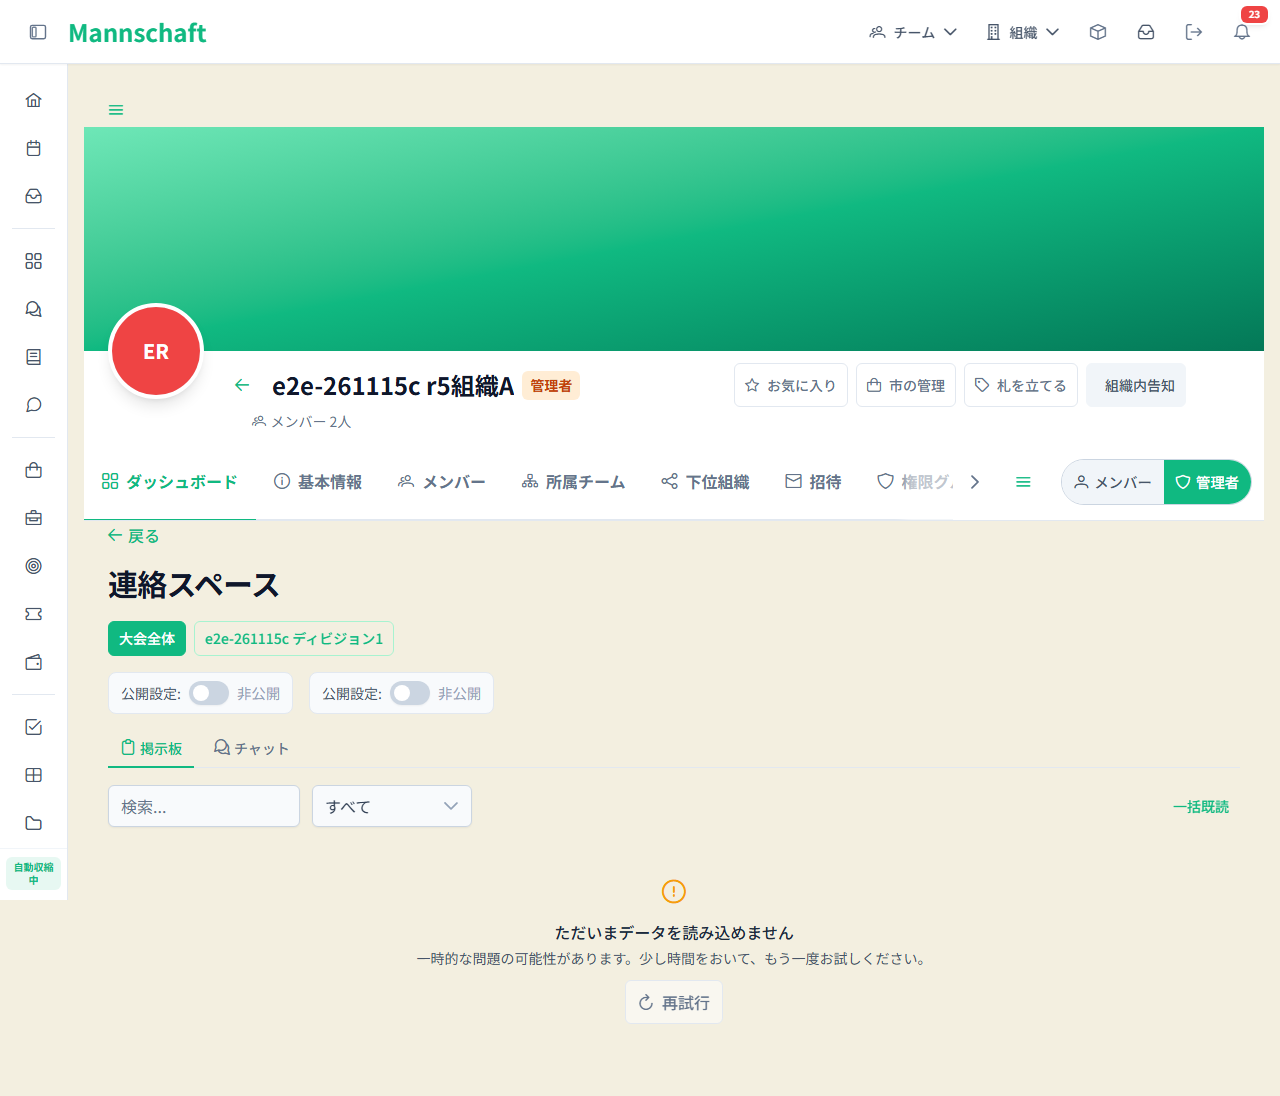 Mannschaft
チーム
組織
23
ER
e2e-261115c r5組織A
管理者
お気に入り
市の管理
札を立てる
組織内告知
メンバー 2人
ダッシュボード
基本情報
メンバー
所属チーム
下位組織
招待
権限グ
メンバー
管理者
戻る
連絡スペース
大会全体
e2e-261115c ディビジョン1
公開設定:
非公開
公開設定:
非公開
掲示板
チャット
検索...
すべて
一括既読
自動収縮
中
ただいまデータを読み込めません
一時的な問題の可能性があります。少し時間をおいて、もう一度お試しください。
再試行